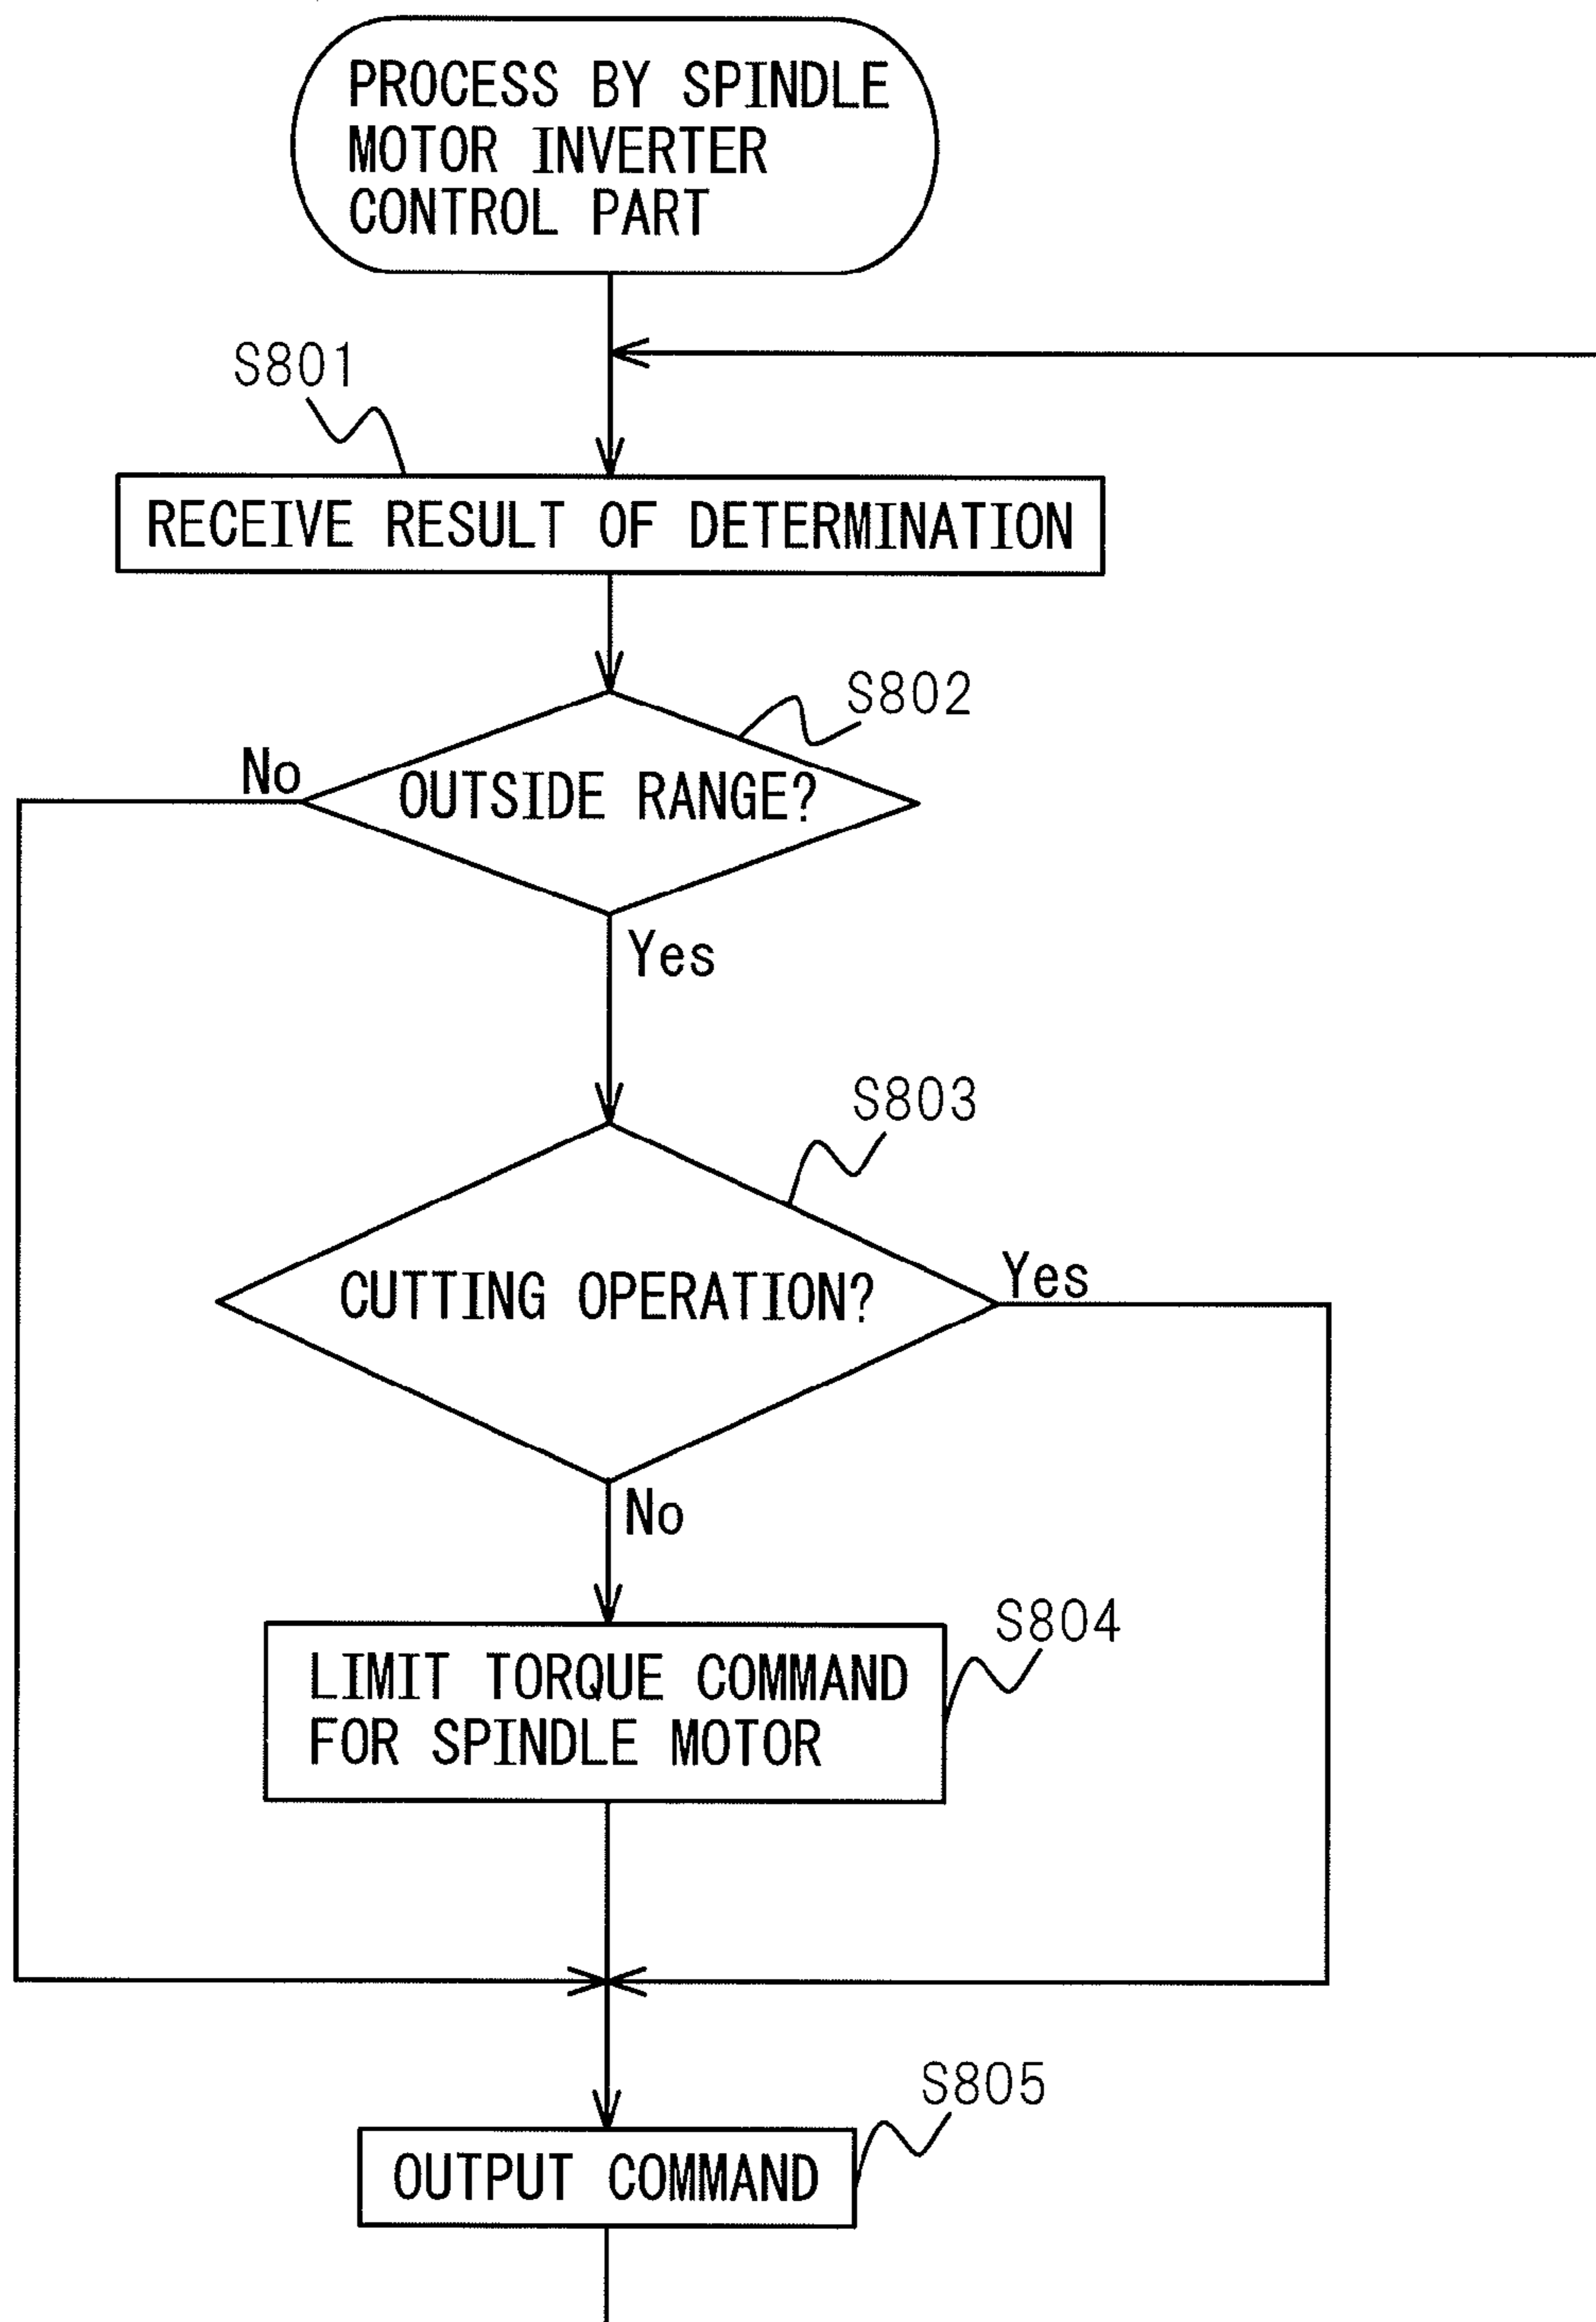 PROCESS BY SPINDLE
MOTOR INVERTER
CONTROL PART
S801
RECEIVE RESULT OF DETERMINATION
S802
No
OUTSIDE RANGE?
Yes
S803
CUTTING OPERATION?
Yes
No
S804
LIMIT TORQUE COMMAND
FOR SPINDLE MOTOR
S805
OUTPUT COMMAND